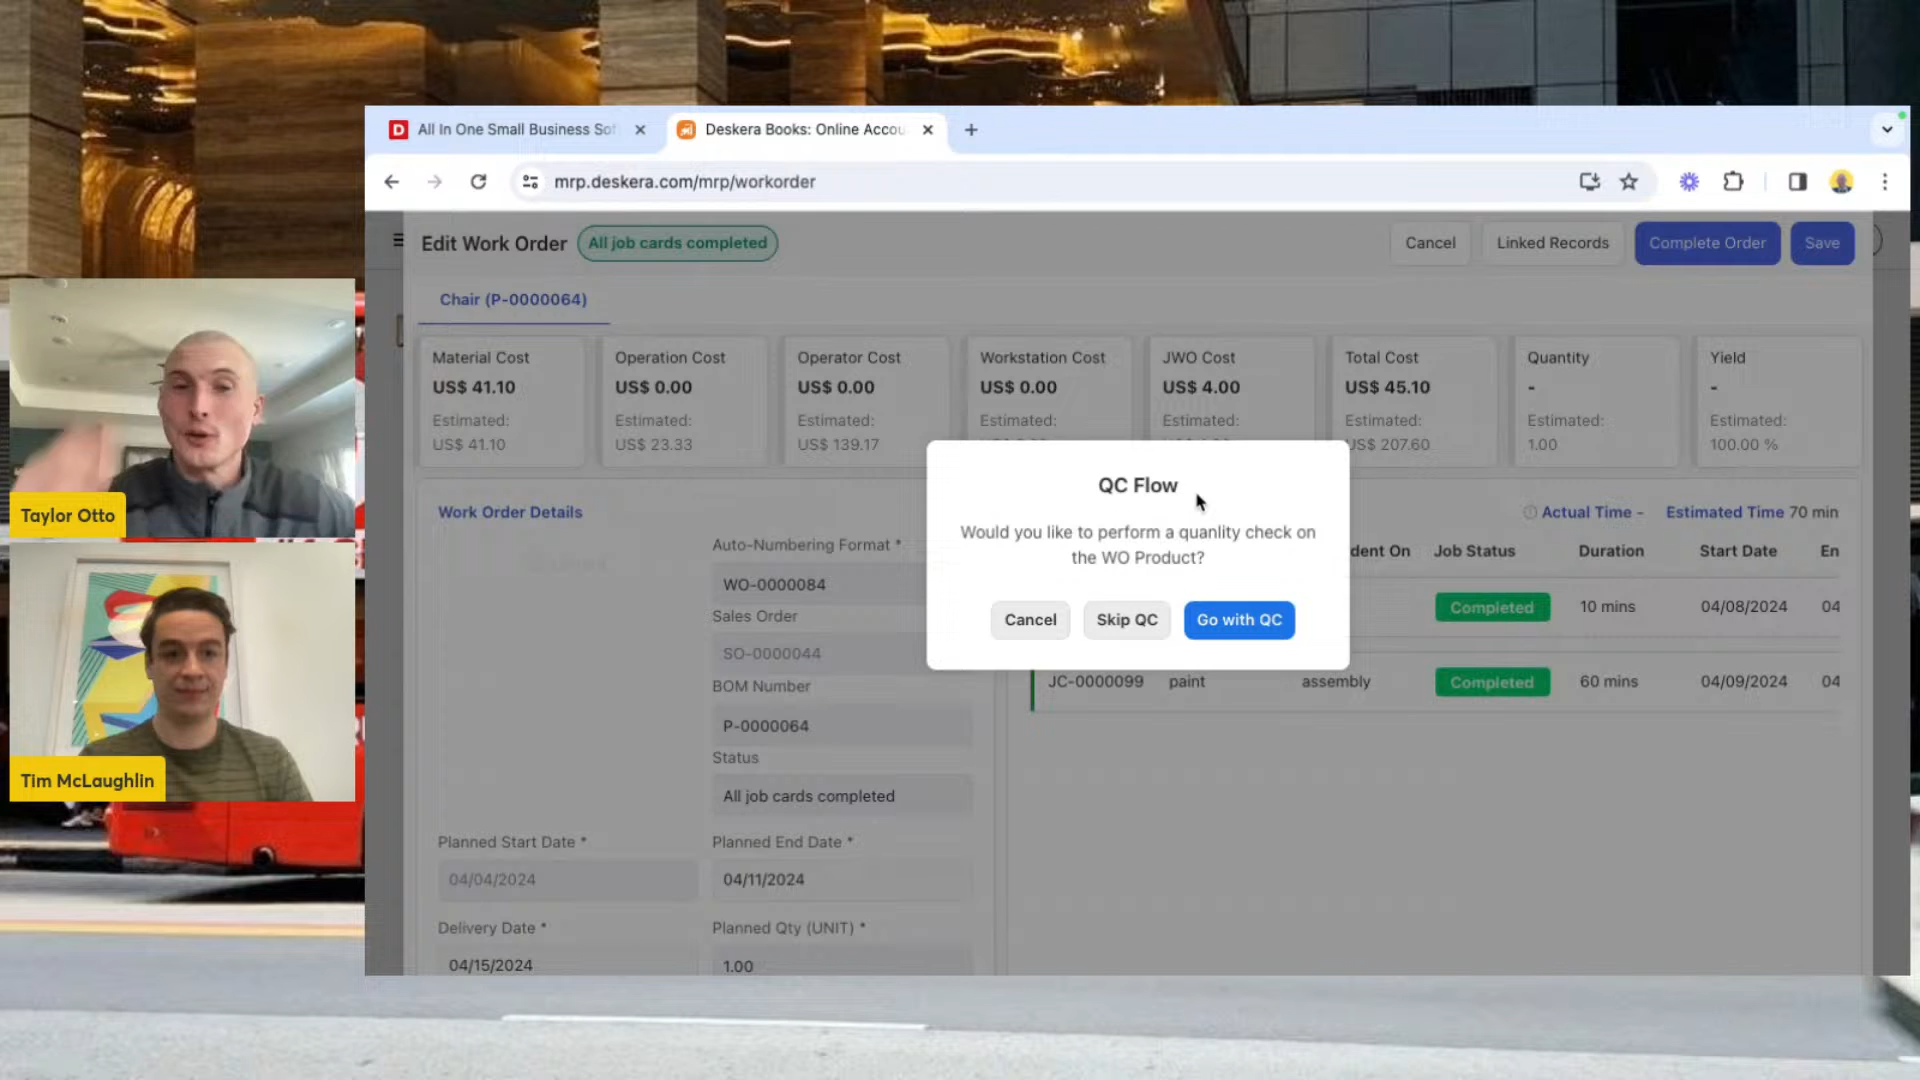 All In One Small Business Sof
Deskera Books: Online Accou
mrp.deskera.com/mrp/workorder
Edit Work Order
All job cards completed
Cancel
Linked Records
Complete Order
Save
Chair (P-0000064)
Material Cost
US$ 41.10
Estimated:
US$ 41.10
Operation Cost
US$ 0.00
Estimated:
US$ 23.33
Operator Cost
US$ 0.00
Estimated:
US$ 139.17
Workstation Cost
US$ 0.00
Estimated:
JWO Cost
US$ 4.00
Estimated:
Total Cost
US$ 45.10
Estimated:
US$ 207.60
Quantity
-
Estimated:
1.00
Yield
-
Estimated:
100.00 %
QC Flow
Would you like to perform a quanlity check on
the WO Product?
Cancel
Skip QC
Go with QC
Work Order Details
Auto-Numbering Format *
WO-0000084
Sales Order
SO-0000044
BOM Number
P-0000064
Status
All job cards completed
Planned Start Date *
04/04/2024
Planned End Date *
04/11/2024
Delivery Date *
04/15/2024
Planned Qty (UNIT) *
1.00
Actual Time -
Estimated Time 70 min
dent On
Job Status
Duration
Start Date
En
Completed
10 mins
04/08/2024
04
JC-0000099
paint
assembly
Completed
60 mins
04/09/2024
04
Taylor Otto
Tim McLaughlin